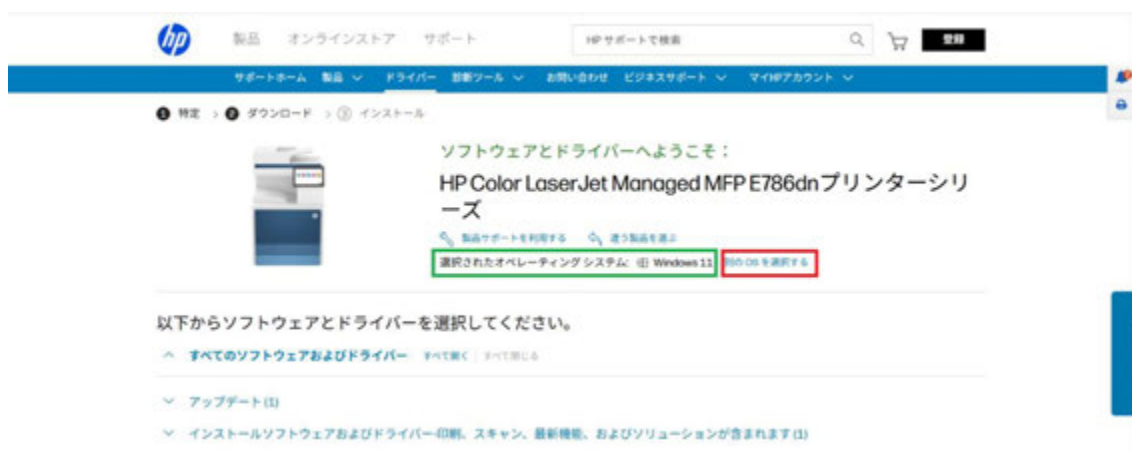 hp
製品 オンラインストア サポート HP サポートで検索 登録
サポートホーム 製品 ドライバー 診断ツール お問い合わせ ビジネスサポート マイHPアカウント
1 特定 > 2 ダウンロード > 3 インストール
ソフトウェアとドライバーへようこそ：
HP Color LaserJet Managed MFP E786dnプリンターシリ
ーズ
製品サポートを利用する 違う製品を選ぶ
選択されたオペレーティング システム: Windows 11 別の OS を選択する
以下からソフトウェアとドライバーを選択してください。
すべてのソフトウェアおよびドライバー すべて開く | すべて閉じる
アップデート (1)
インストールソフトウェアおよびドライバー-印刷、スキャン、最新機能、およびソリューションが含まれます (1)